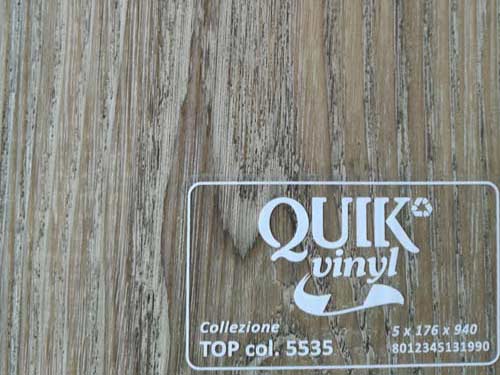 QUIK
vinyl
Collezione
5 x 176 x 940
TOP col. 5535
8012345131990